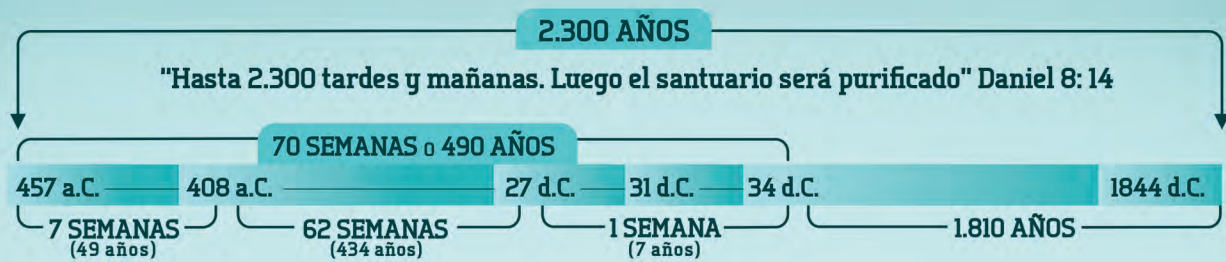 2.300 AÑOS
"Hasta 2.300 tardes y mañanas. Luego el santuario será purificado" Daniel 8: 14
70 SEMANAS o 490 AÑOS
457 a.C. 408 a.C. 27 d.C. 31 d.C. 34 d.C. 1844 d.C.
7 SEMANAS 62 SEMANAS 1 SEMANA 1.810 AÑOS
(49 años) (434 años) (7 años)